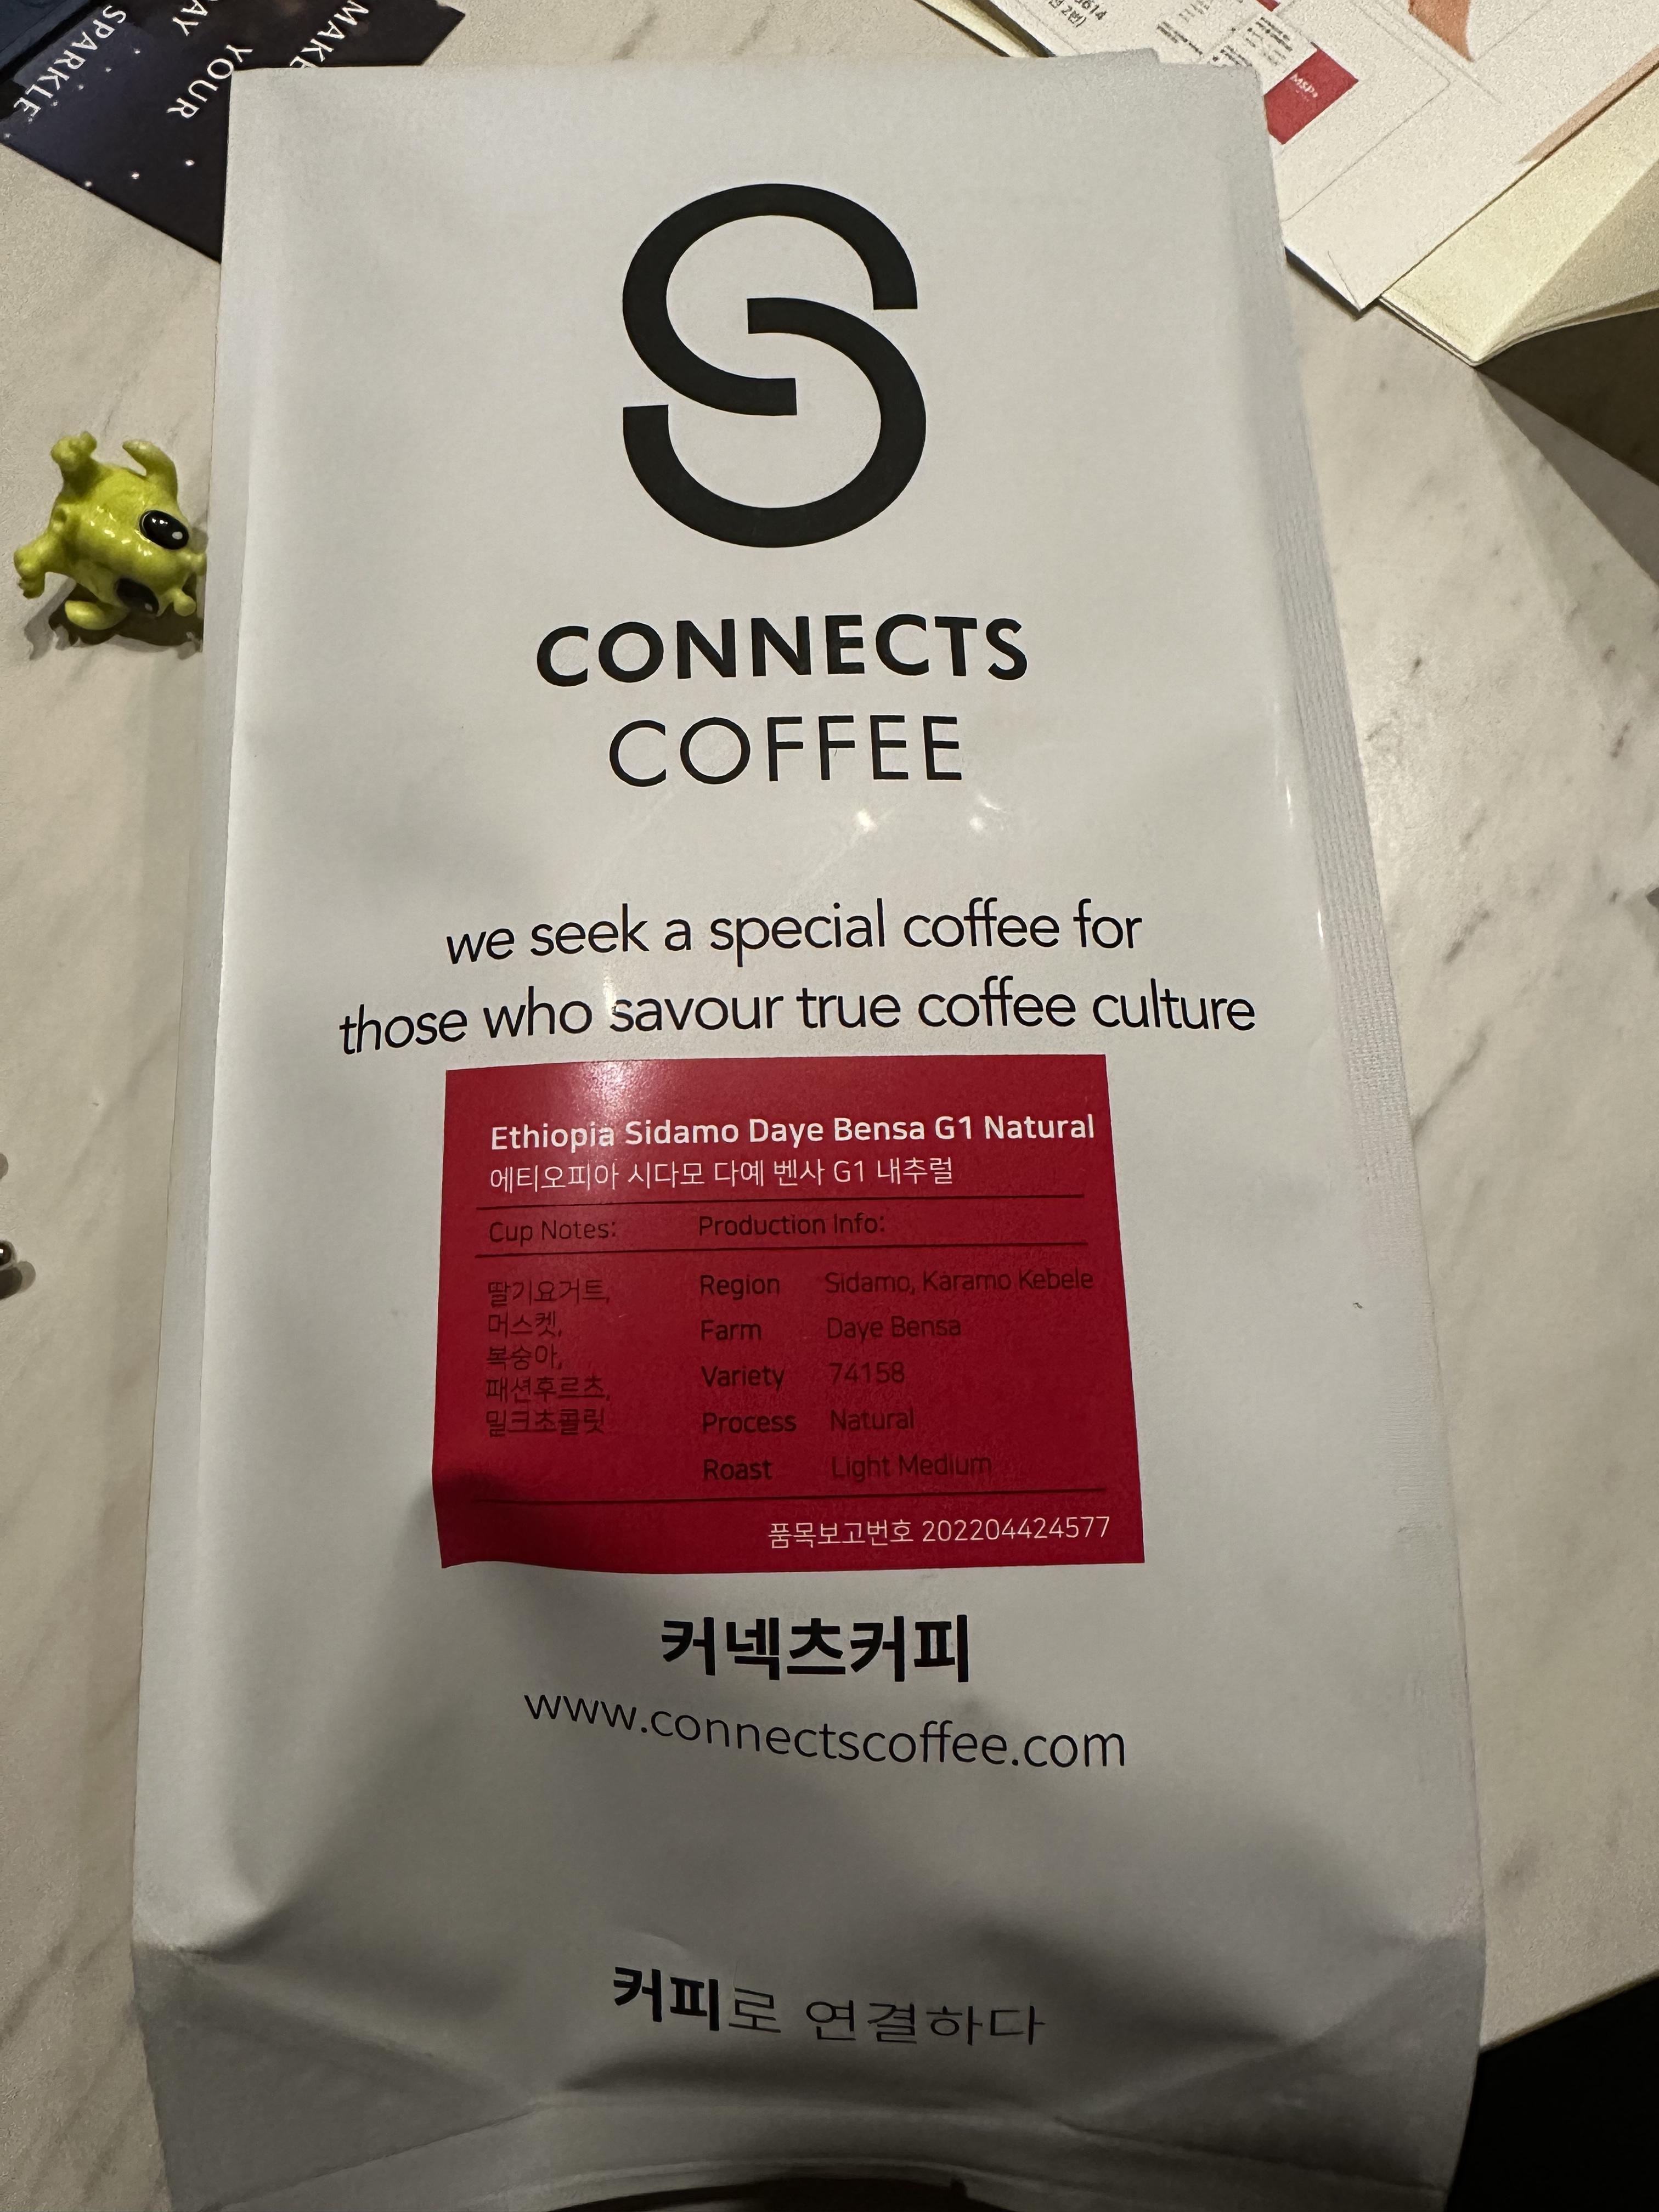 MAKE
YOUR
DAY
SPARKLE
MSP+
CONNECTS
COFFEE
we seek a special coffee for
those who savour true coffee culture
Ethiopia Sidamo Daye Bensa G1 Natural
에티오피아 시다모 다예 벤사 G1 내추럴
Cup Notes: Production Info:
딸기요거트,
머스켓,
복숭아,
패션후르츠,
밀크초콜릿
Region Sidamo, Karamo Kebele
Farm Daye Bensa
Variety 74158
Process Natural
Roast Light Medium
품목보고번호 202204424577
커넥츠커피
www.connectscoffee.com
커피로 연결하다